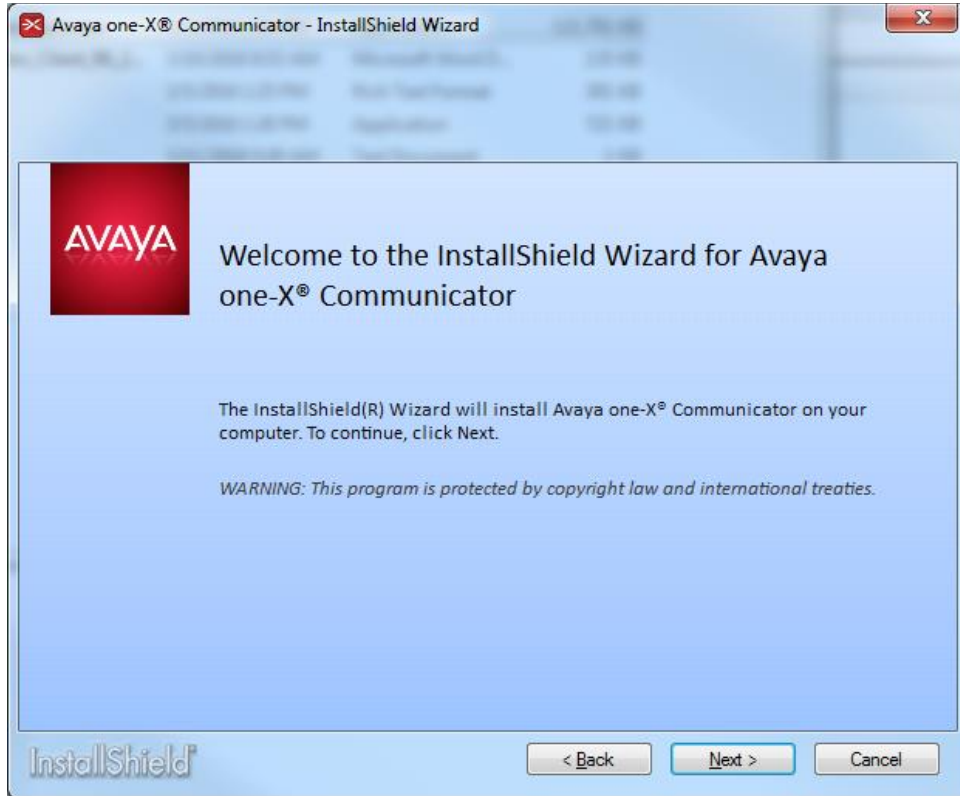 Avaya one-X® Communicator - InstallShield Wizard
AVAYA
Welcome to the InstallShield Wizard for Avaya
one-X® Communicator
The InstallShield(R) Wizard will install Avaya one-X® Communicator on your
computer. To continue, click Next.
WARNING: This program is protected by copyright law and international treaties.
InstallShield®
< Back
Next >
Cancel